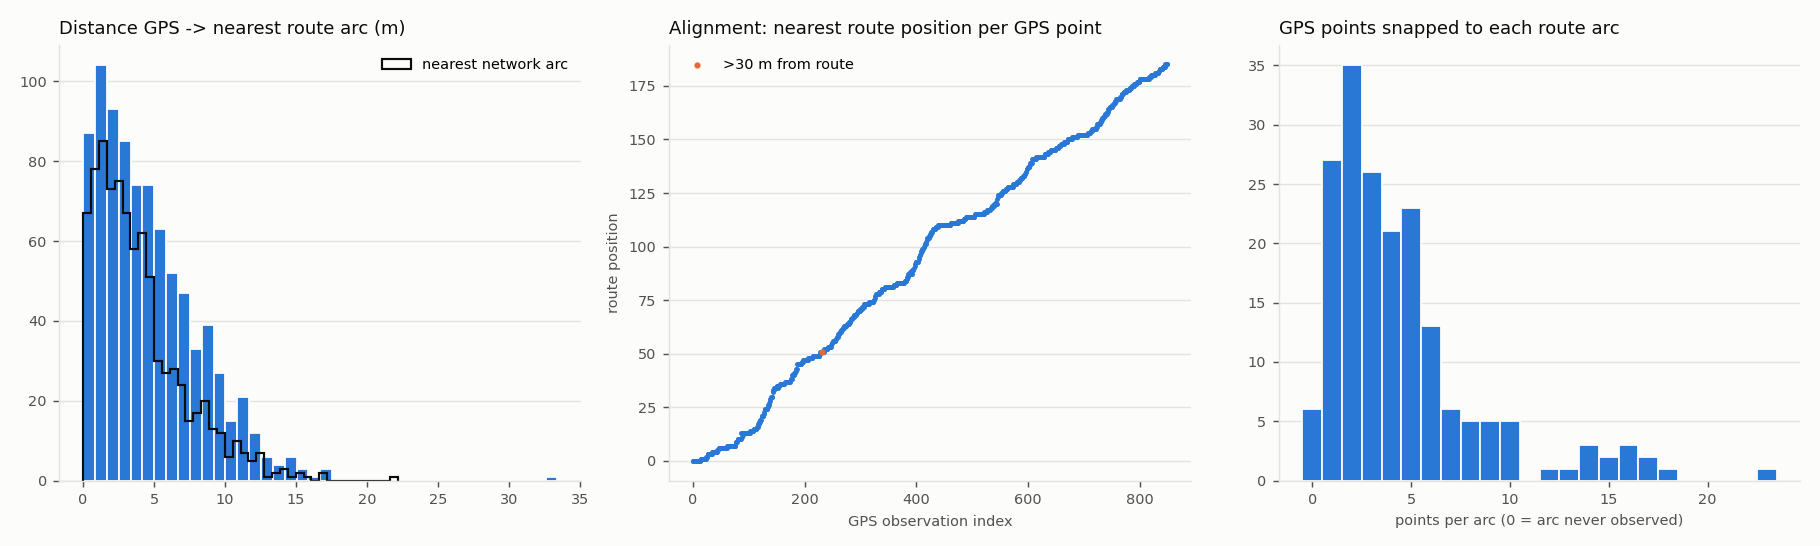 Distance GPS -> nearest route arc (m)
nearest network arc
100
80
60
40
20
0
0 5 10 15 20 25 30 35
Alignment: nearest route position per GPS point
>30 m from route
route position
175
150
125
100
75
50
25
0
0 200 400 600 800
GPS observation index
GPS points snapped to each route arc
35
30
25
20
15
10
5
0
0 5 10 15 20
points per arc (0 = arc never observed)